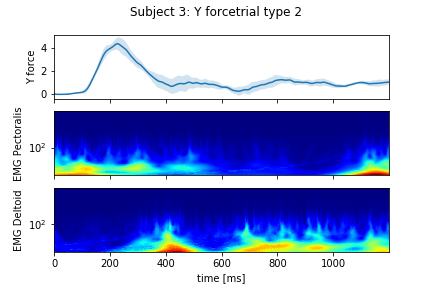 Subject 3: Y forcetrial type 2
Y force
4
2
0
EMG Pectoralis
10²
EMG Deltoid
10²
0 200 400 600 800 1000
time [ms]